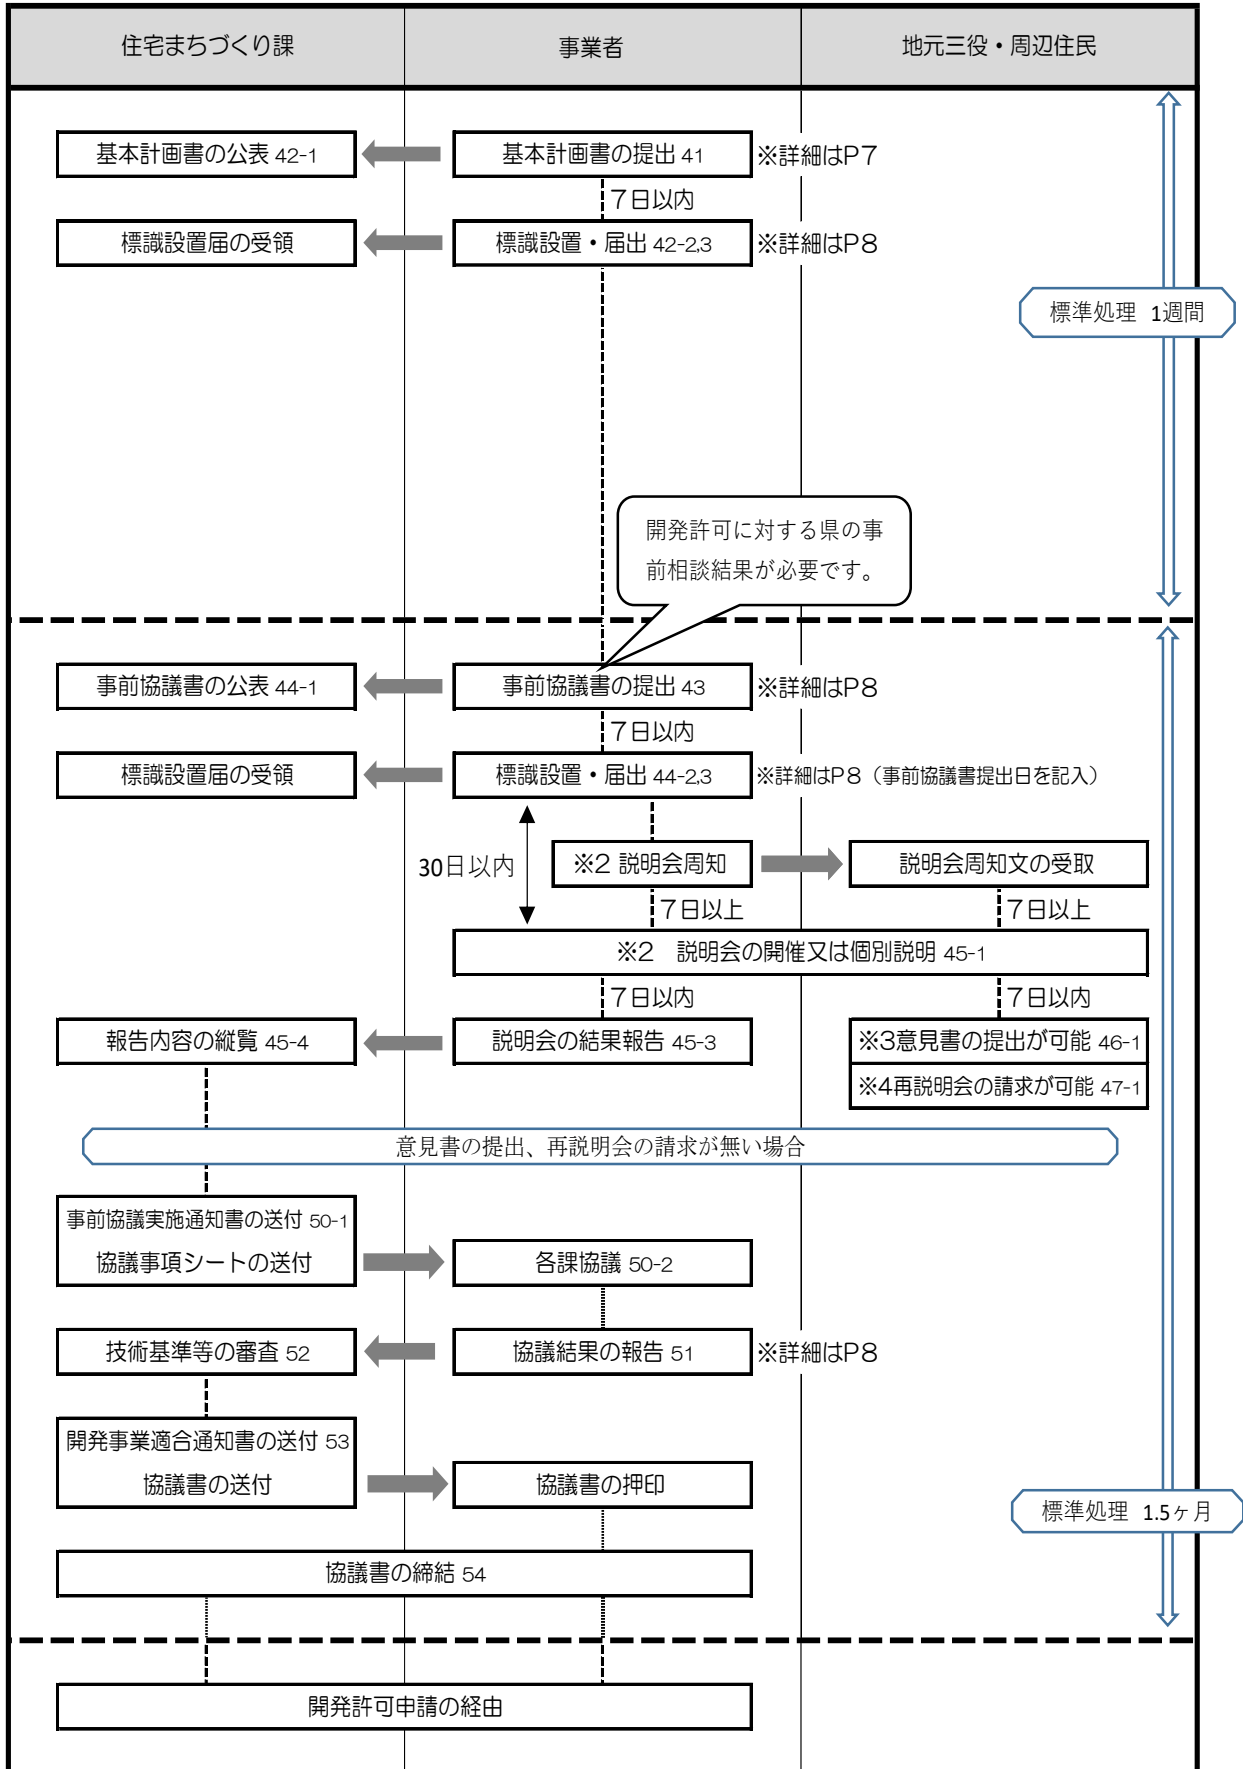 住宅まちづくり課
事業者
地元三役・周辺住民
基本計画書の公表 42-1
基本計画書の提出 41
※詳細はP7
7日以内
標識設置届の受領
標識設置・届出 42-2,3
※詳細はP8
標準処理 1週間
開発許可に対する県の事
前相談結果が必要です。
事前協議書の公表 44-1
事前協議書の提出 43
※詳細はP8
7日以内
標識設置届の受領
標識設置・届出 44-2,3
※詳細はP8（事前協議書提出日を記入）
30日以内
※2 説明会周知
説明会周知文の受取
7日以上
7日以上
※2 説明会の開催又は個別説明 45-1
7日以内
7日以内
報告内容の縦覧 45-4
説明会の結果報告 45-3
※3意見書の提出が可能 46-1
※4再説明会の請求が可能 47-1
意見書の提出、再説明会の請求が無い場合
事前協議実施通知書の送付 50-1
協議事項シートの送付
各課協議 50-2
技術基準等の審査 52
協議結果の報告 51
※詳細はP8
開発事業適合通知書の送付 53
協議書の送付
協議書の押印
標準処理 1.5ヶ月
協議書の締結 54
開発許可申請の経由